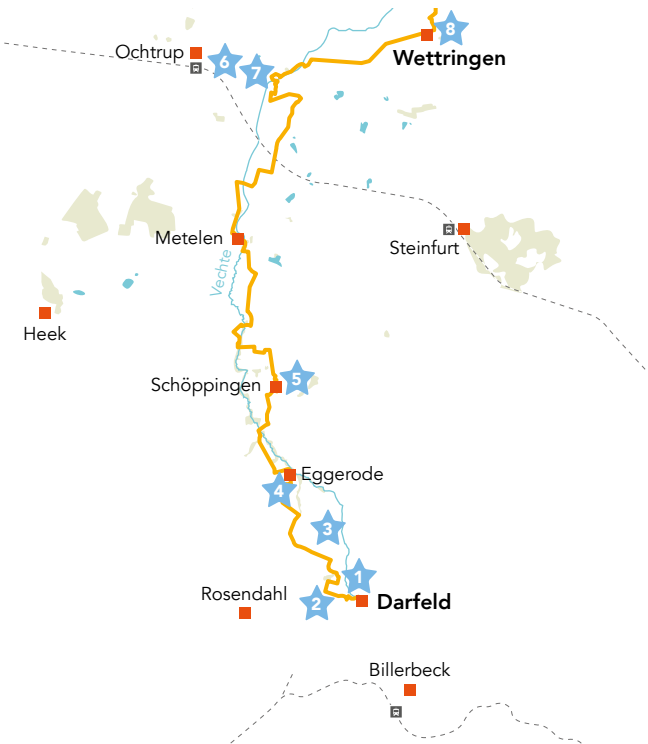 8
Ochtrup
Wettringen
6
7
Metelen
Steinfurt
Vechte
Heek
5
Schöppingen
Eggerode
4
3
1
Rosendahl
2
Darfeld
Billerbeck